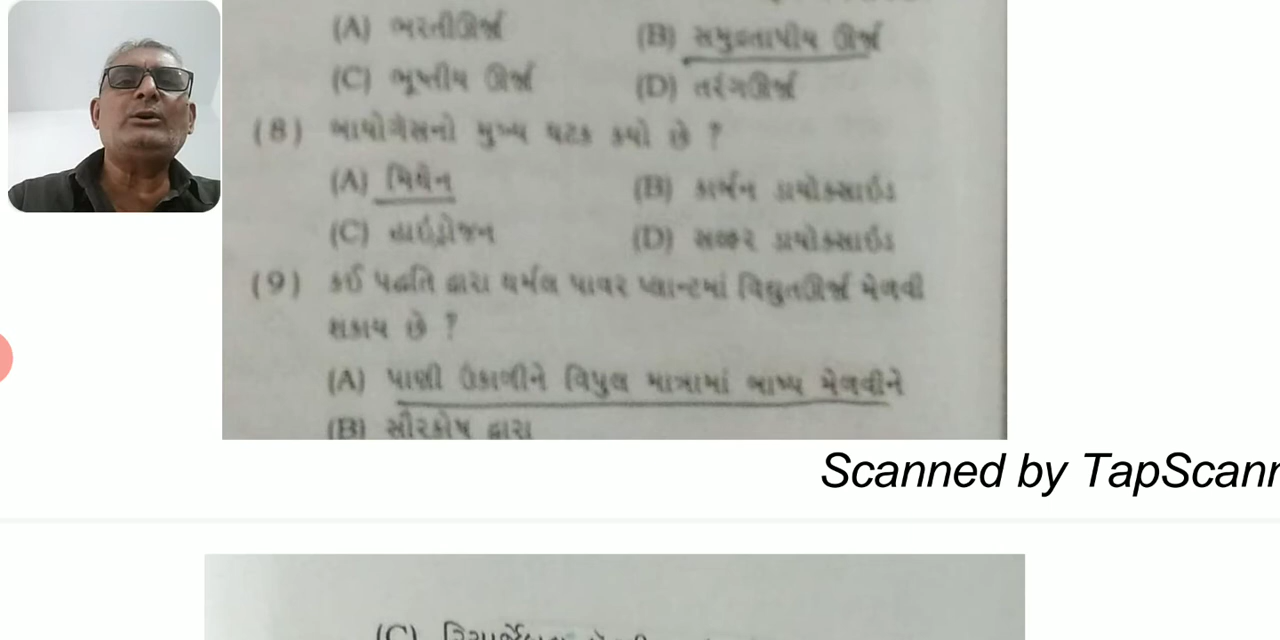 (A) ભરતીઊર્જા (B) સમુદ્રતાપીય ઊર્જા
(C) ભૂષ્તીય ઊર્જા (D) તરંગઊર્જા
(8) બાયોગૅસનો મુખ્ય ઘટક કયો છે ?
(A) મિથેન (B) કાર્બન ડાયોક્સાઇડ
(C) હાઇડ્રોજન (D) સલ્ફર ડાયોક્સાઇડ
(9) કઈ પદ્ધતિ દ્વારા થર્મલ પાવર પ્લાન્ટમાં વિદ્યુતઊર્જા મેળવી
શકાય છે ?
(A) પાણી ઉકાળીને વિપુલ માત્રામાં બાષ્પ મેળવીને
(B) સૌરકોષ દ્વારા
Scanned by TapScann
(C)